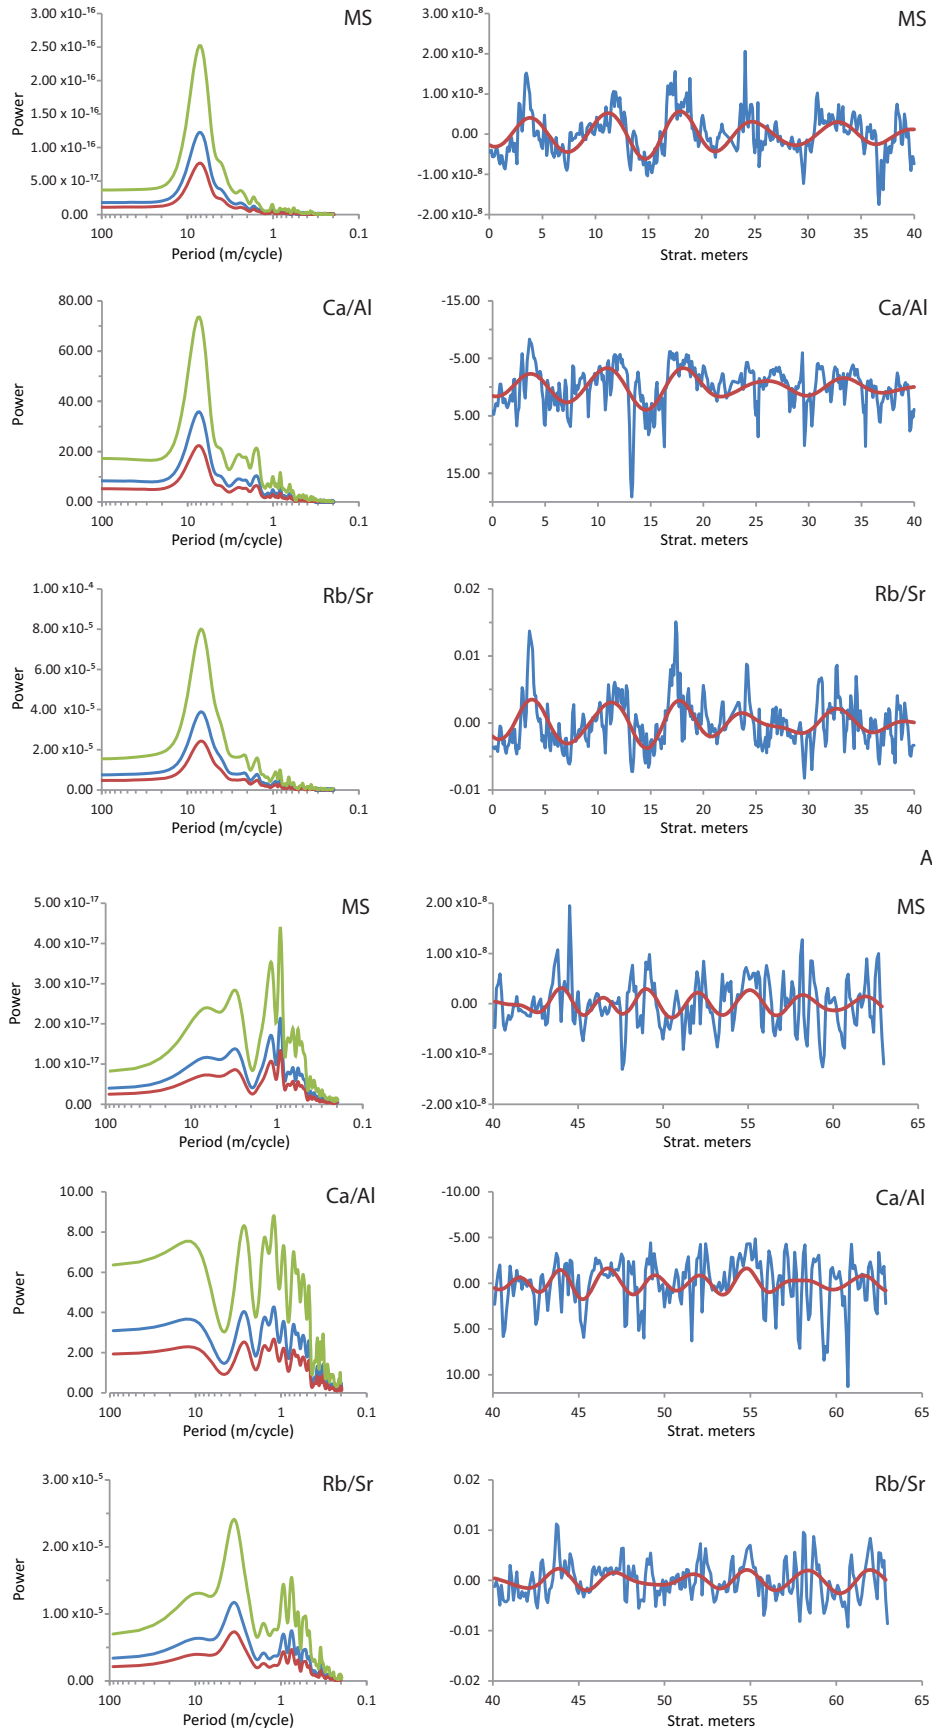 MS
3.00 x10-¹⁶
2.50 x10-¹⁶
2.00 x10-¹⁶
1.50 x10-¹⁶
1.00 x10-¹⁶
5.00 x10-¹⁷
0.00
Power
100 10 1 0.1
Period (m/cycle)
MS
3.00 x10-⁸
2.00 x10-⁸
1.00 x10-⁸
0.00
-1.00 x10-⁸
-2.00 x10-⁸
0 5 10 15 20 25 30 35 40
Strat. meters
Ca/Al
80.00
60.00
40.00
20.00
0.00
Power
100 10 1 0.1
Period (m/cycle)
Ca/Al
-15.00
-5.00
5.00
15.00
0 5 10 15 20 25 30 35 40
Strat. meters
Rb/Sr
1.00 x10-⁴
8.00 x10-⁵
6.00 x10-⁵
4.00 x10-⁵
2.00 x10-⁵
0.00
Power
100 10 1 0.1
Period (m/cycle)
Rb/Sr
0.02
0.01
0.00
-0.01
0 5 10 15 20 25 30 35 40
Strat. meters
A
MS
5.00 x10-¹⁷
4.00 x10-¹⁷
3.00 x10-¹⁷
2.00 x10-¹⁷
1.00 x10-¹⁷
0.00
Power
100 10 1 0.1
Period (m/cycle)
MS
2.00 x10-⁸
1.00 x10-⁸
0.00
-1.00 x10-⁸
-2.00 x10-⁸
40 45 50 55 60 65
Strat. meters
Ca/Al
10.00
8.00
6.00
4.00
2.00
0.00
Power
100 10 1 0.1
Period (m/cycle)
Ca/Al
-10.00
-5.00
0.00
5.00
10.00
40 45 50 55 60 65
Strat. meters
Rb/Sr
3.00 x10-⁵
2.00 x10-⁵
1.00 x10-⁵
0.00
Power
100 10 1 0.1
Period (m/cycle)
Rb/Sr
0.02
0.01
0.00
-0.01
-0.02
40 45 50 55 60 65
Strat. meters